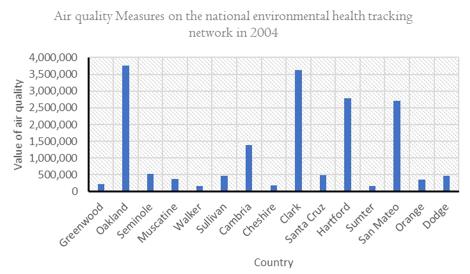 Air quality Measures on the national environmental health tracking
network in 2004
Value of air quality
4,000,000
3,500,000
3,000,000
2,500,000
2,000,000
1,500,000
1,000,000
500,000
0
Greenwood
Oakland
Seminole
Muscatine
Walker
Sullivan
Cambria
Cheshire
Clark
Santa Cruz
Hartford
Sumter
San Mateo
Orange
Dodge
Country